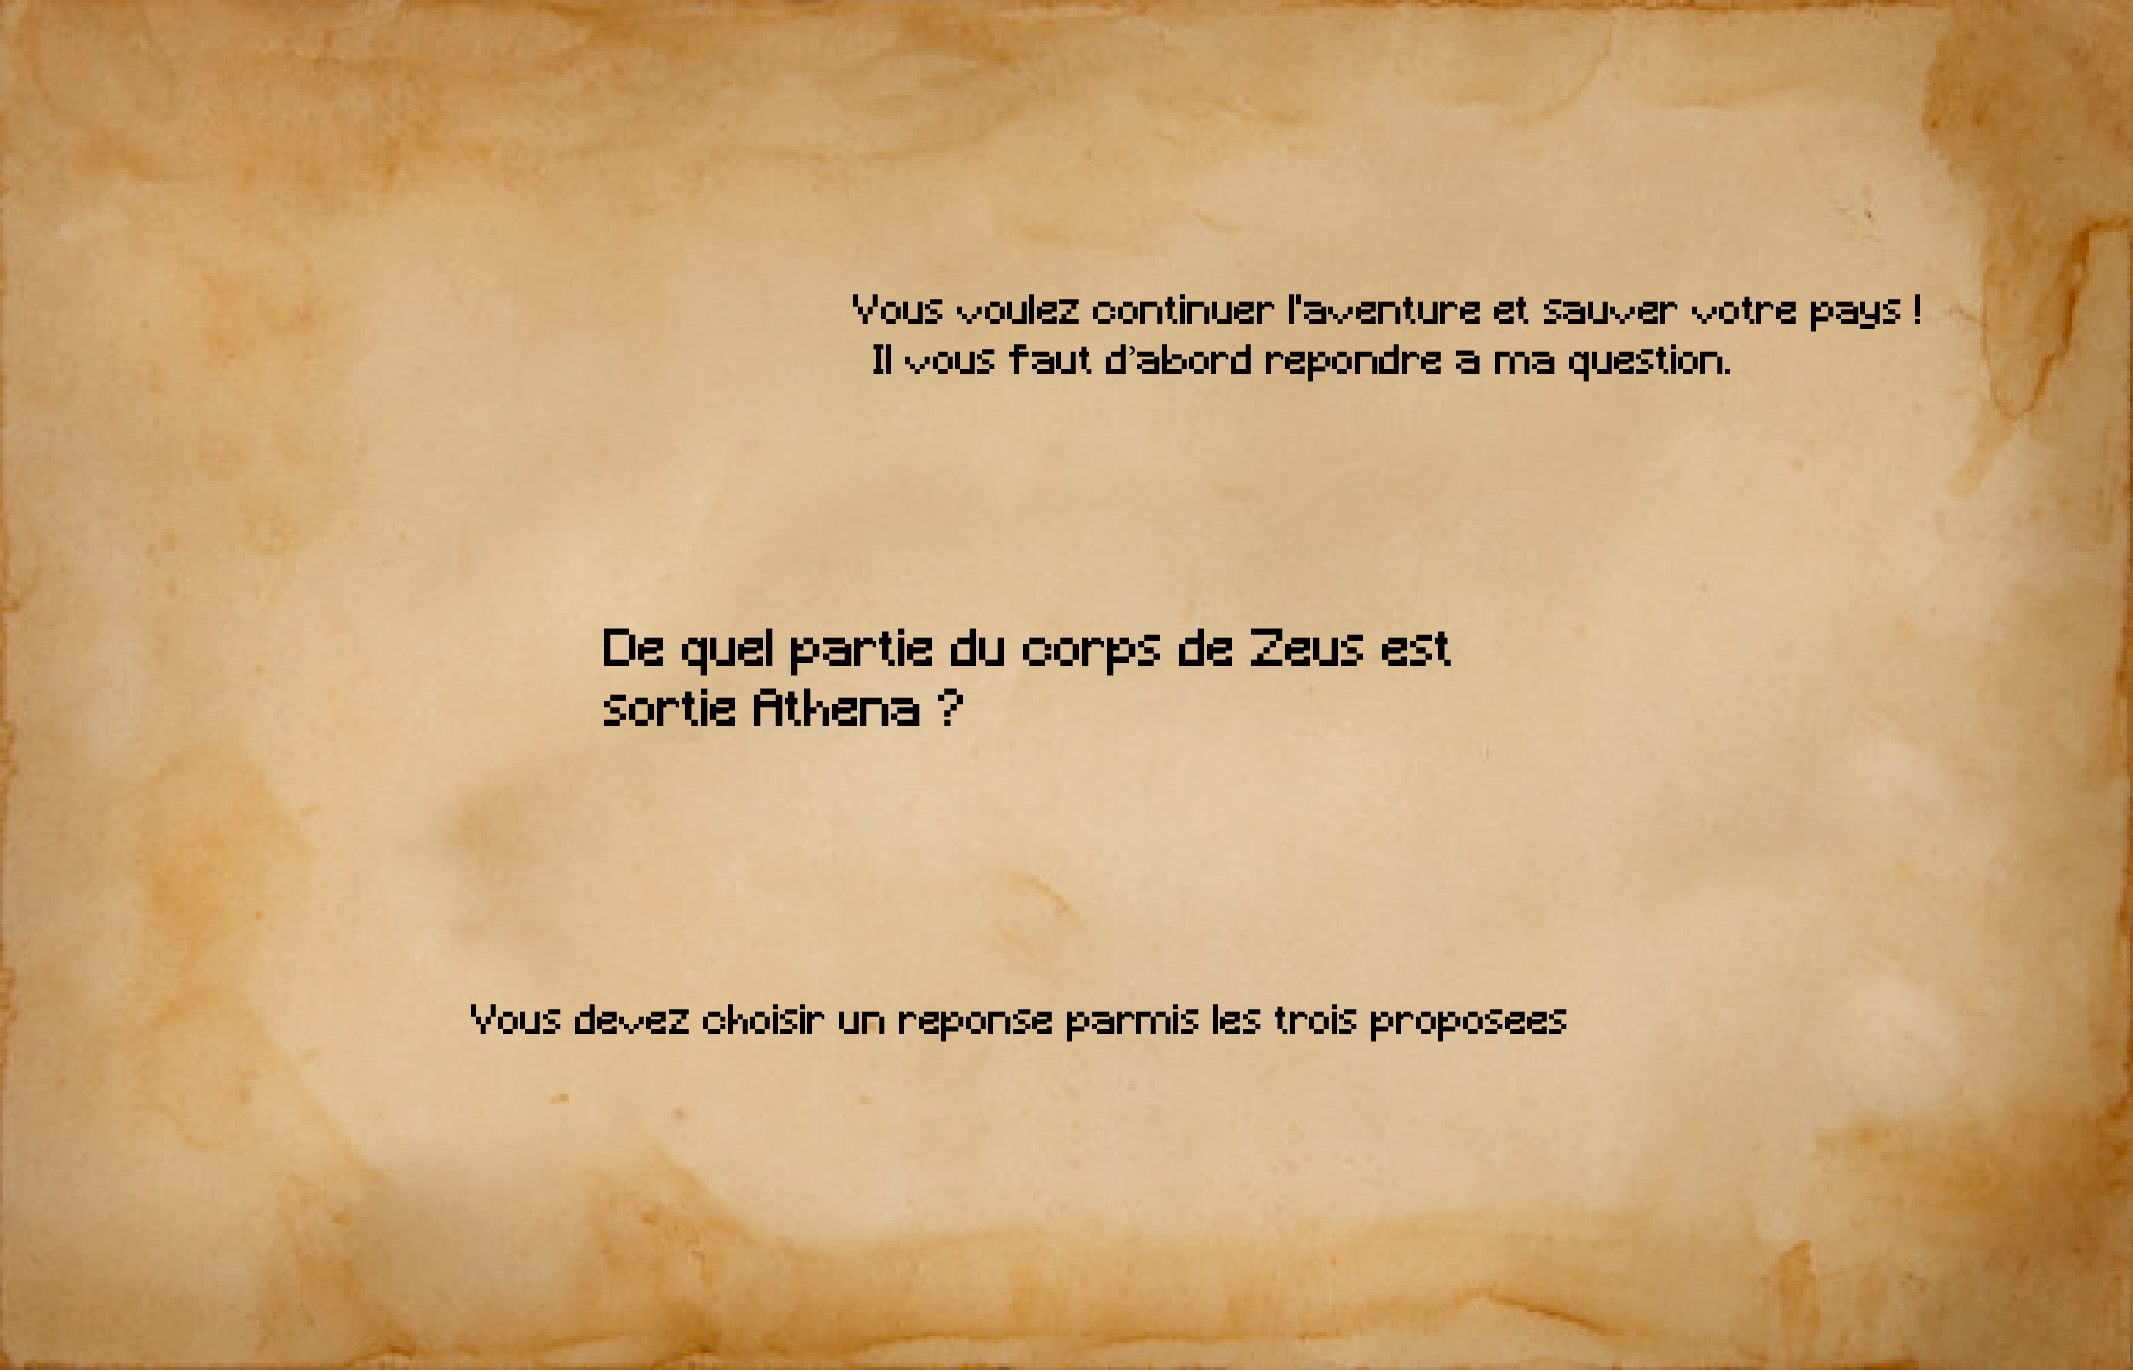 Vous voulez continuer l'aventure et sauver votre pays !
Il vous faut d'abord repondre a ma question.
De quel partie du corps de Zeus est
sortie Athena ?
Vous devez choisir un reponse parmis les trois proposees